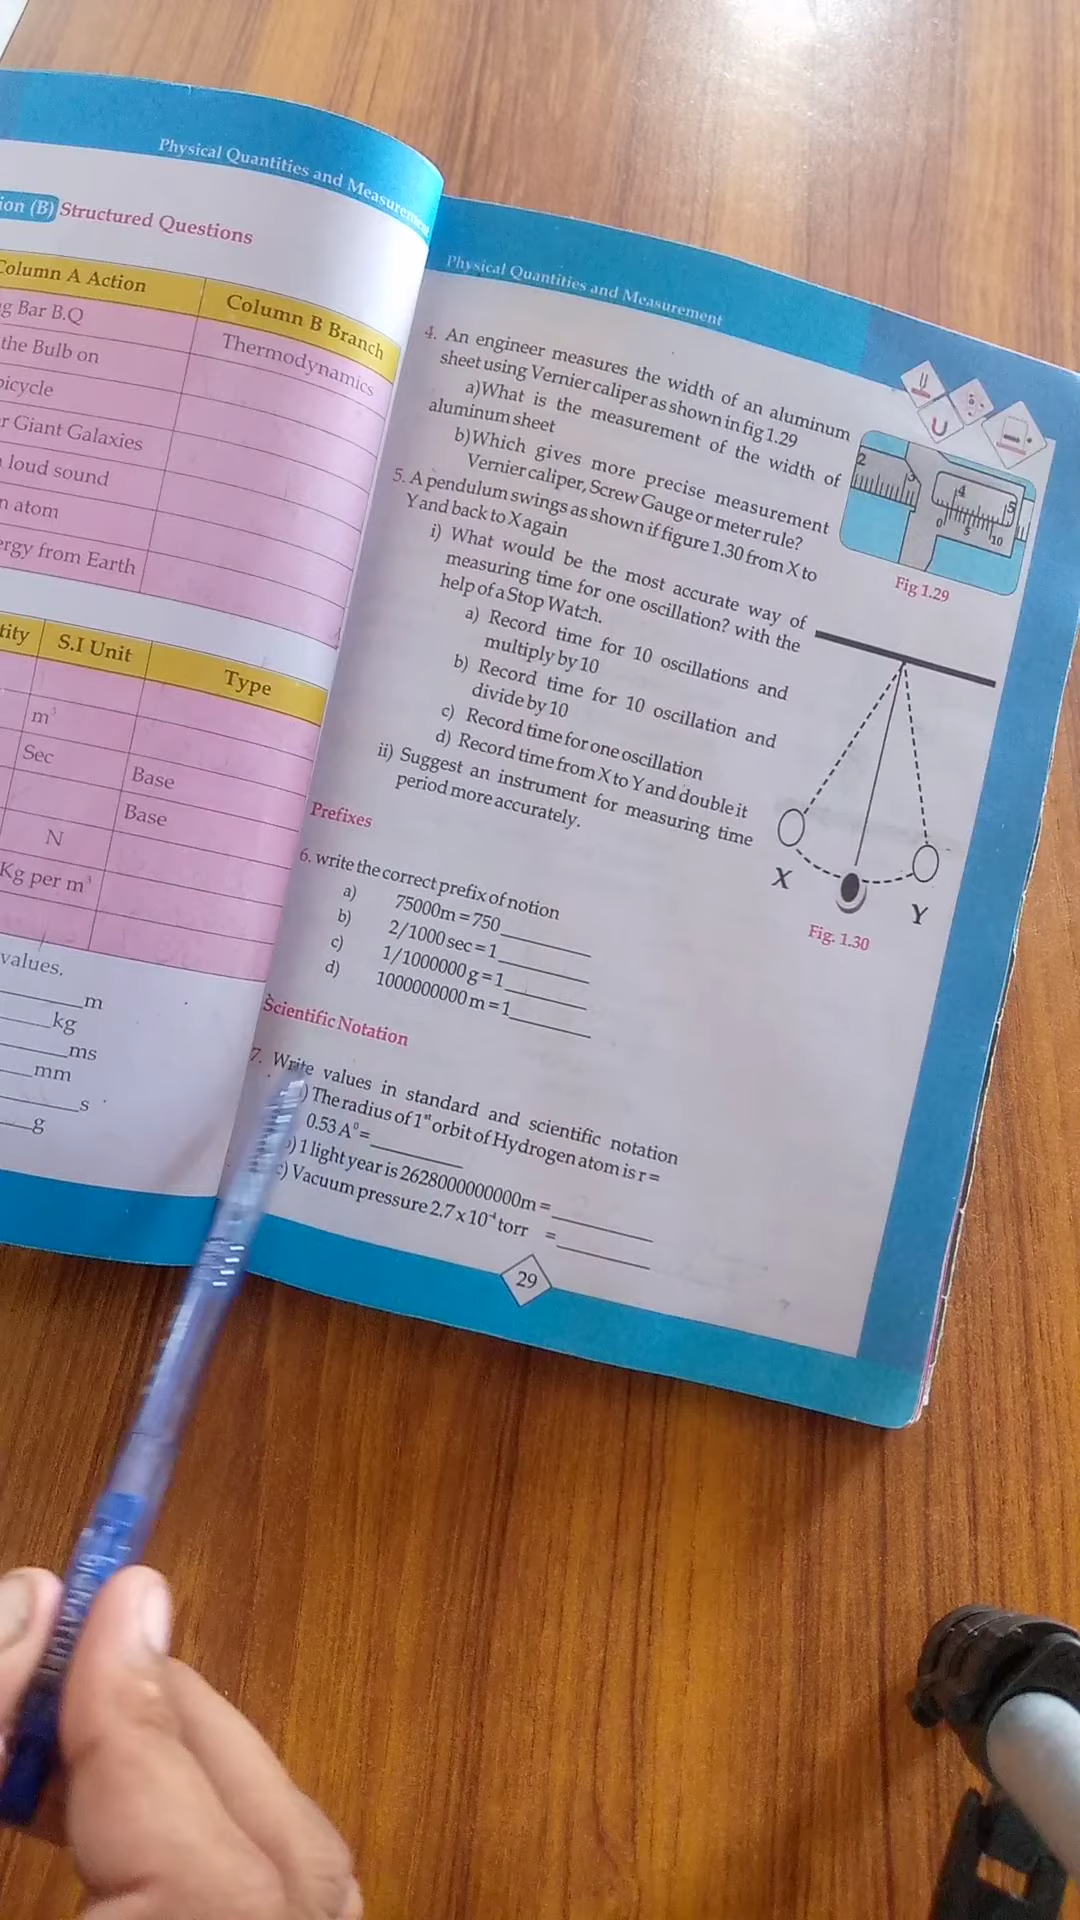 Physical Quantities and Measurement
ion (B) Structured Questions
Column A Action
Column B Branch
g Bar B.Q
Thermodynamics
the Bulb on
bicycle
r Giant Galaxies
loud sound
n atom
ergy from Earth
tity
S.I Unit
Type
m³
Sec
Base
Base
N
Kg per m³
values.
m
kg
ms
mm
s
g
Physical Quantities and Measurement
4. An engineer measures the width of an aluminum
sheet using Vernier caliper as shown in fig 1.29
a)What is the measurement of the width of
aluminum sheet
b)Which gives more precise measurement
Vernier caliper, Screw Gauge or meter rule?
2
3
4
5
0
5
10
Fig 1.29
5. A pendulum swings as shown if figure 1.30 from X to
Y and back to X again
i) What would be the most accurate way of
measuring time for one oscillation? with the
help of a Stop Watch.
a) Record time for 10 oscillations and
multiply by 10
b) Record time for 10 oscillation and
divide by 10
c) Record time for one oscillation
d) Record time from X to Y and double it
ii) Suggest an instrument for measuring time
period more accurately.
X
Y
Fig. 1.30
Prefixes
6. write the correct prefix of notion
a) 75000m = 750
b) 2/1000 sec = 1
c) 1/1000000 g = 1
d) 1000000000 m = 1
Scientific Notation
7. Write values in standard and scientific notation
) The radius of 1st orbit of Hydrogen atom is r =
0.53 A⁰=
) 1 light year is 2628000000000m =
c) Vacuum pressure 2.7 x 10⁻⁴ torr =
29